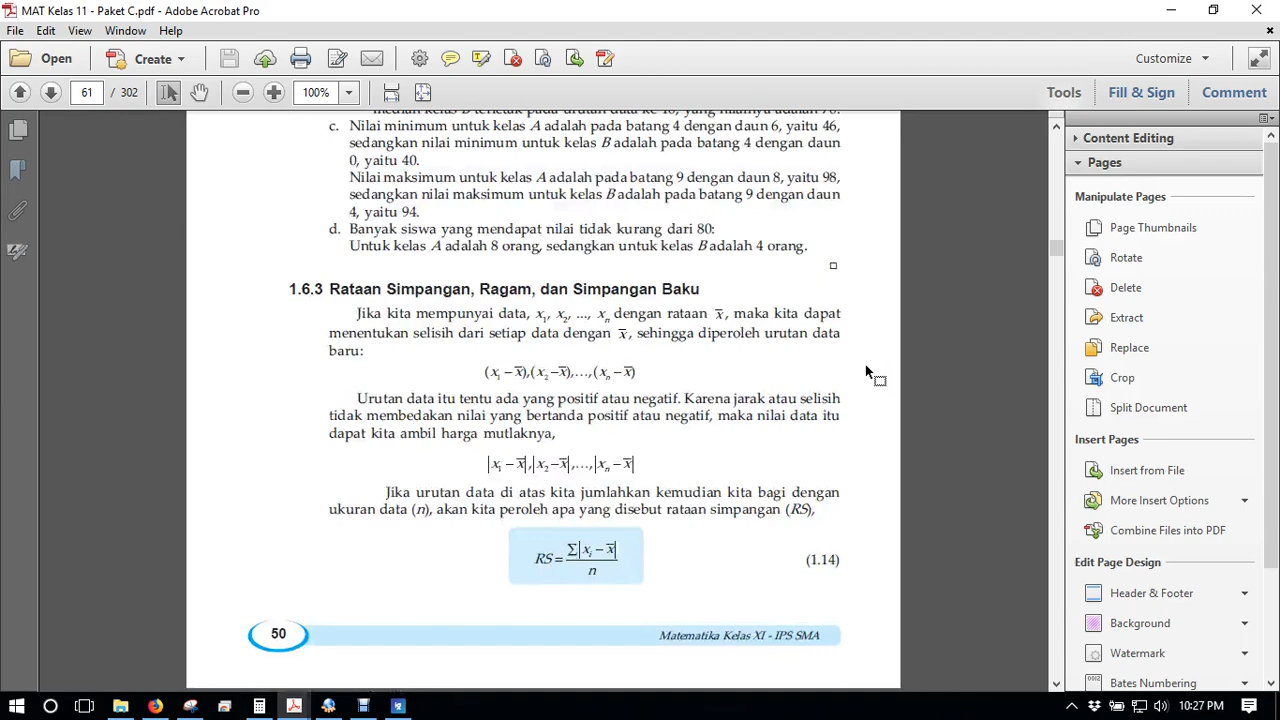 MAT Kelas 11 - Paket C.pdf - Adobe Acrobat Pro
File Edit View Window Help
Open Create Customize
61 / 302 100% Tools Fill & Sign Comment
c. Nilai minimum untuk kelas A adalah pada batang 4 dengan daun 6, yaitu 46,
sedangkan nilai minimum untuk kelas B adalah pada batang 4 dengan daun
0, yaitu 40.
Nilai maksimum untuk kelas A adalah pada batang 9 dengan daun 8, yaitu 98,
sedangkan nilai maksimum untuk kelas B adalah pada batang 9 dengan daun
4, yaitu 94.
d. Banyak siswa yang mendapat nilai tidak kurang dari 80:
Untuk kelas A adalah 8 orang, sedangkan untuk kelas B adalah 4 orang.
1.6.3 Rataan Simpangan, Ragam, dan Simpangan Baku
Jika kita mempunyai data, x₁, x₂, ..., xₙ dengan rataan x̅, maka kita dapat
menentukan selisih dari setiap data dengan x̅, sehingga diperoleh urutan data
baru:
(x₁ − x̅),(x₂ − x̅),…,(xₙ − x̅)
Urutan data itu tentu ada yang positif atau negatif. Karena jarak atau selisih
tidak membedakan nilai yang bertanda positif atau negatif, maka nilai data itu
dapat kita ambil harga mutlaknya,
|x₁ − x̅|,|x₂ − x̅|,…,|xₙ − x̅|
Jika urutan data di atas kita jumlahkan kemudian kita bagi dengan
ukuran data (n), akan kita peroleh apa yang disebut rataan simpangan (RS),
RS = ∑|xᵢ − x̅| / n (1.14)
50 Matematika Kelas XI - IPS SMA
Content Editing
Pages
Manipulate Pages
Page Thumbnails
Rotate
Delete
Extract
Replace
Crop
Split Document
Insert Pages
Insert from File
More Insert Options
Combine Files into PDF
Edit Page Design
Header & Footer
Background
Watermark
Bates Numbering
10:27 PM